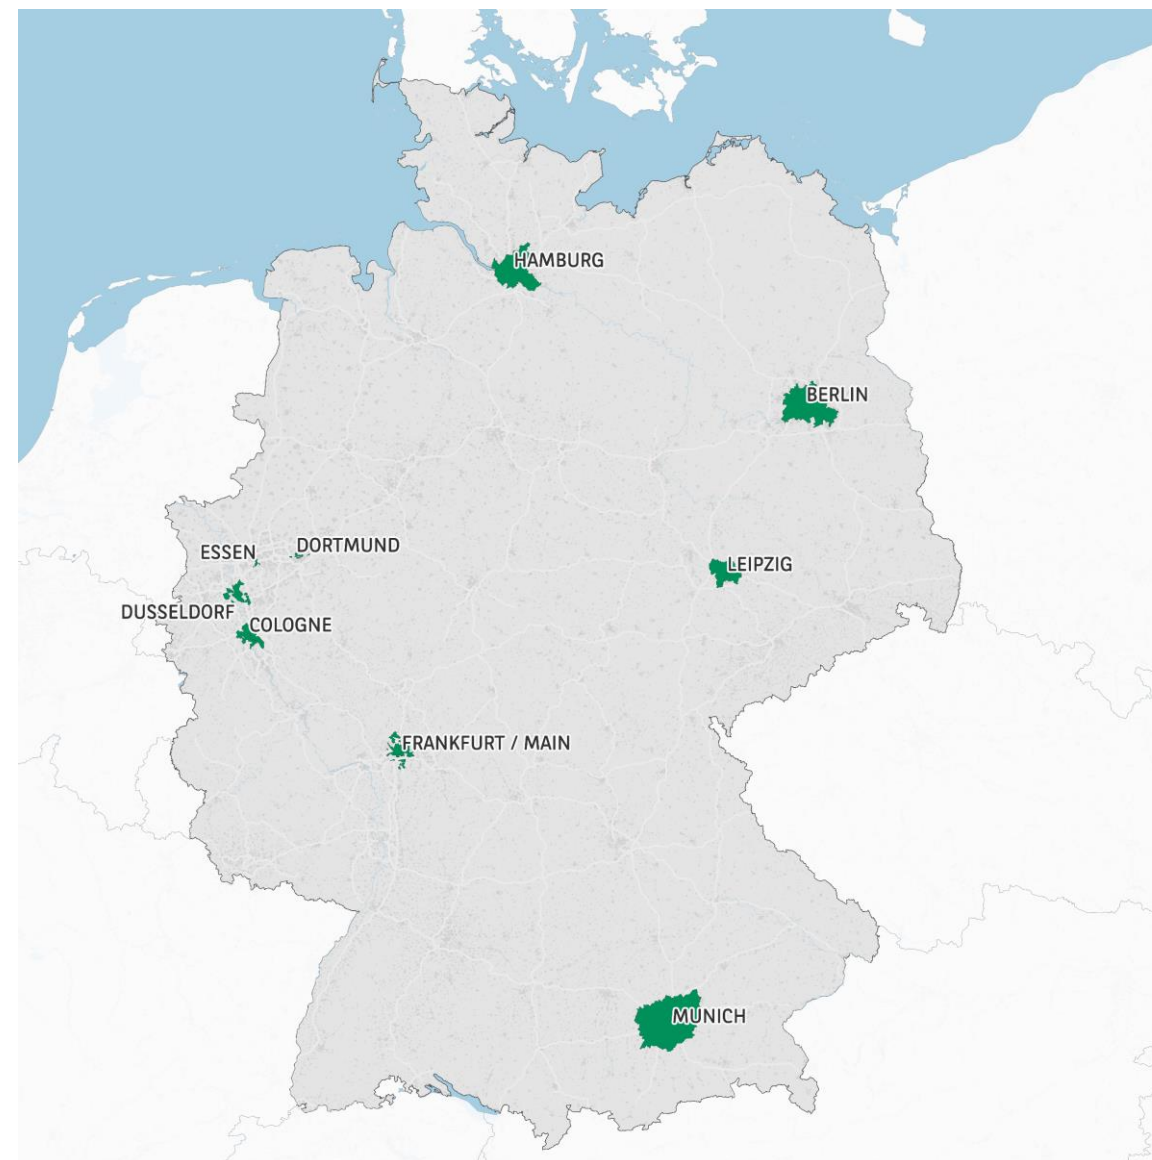 HAMBURG
BERLIN
ESSEN
DORTMUND
LEIPZIG
DUSSELDORF
COLOGNE
FRANKFURT / MAIN
MUNICH